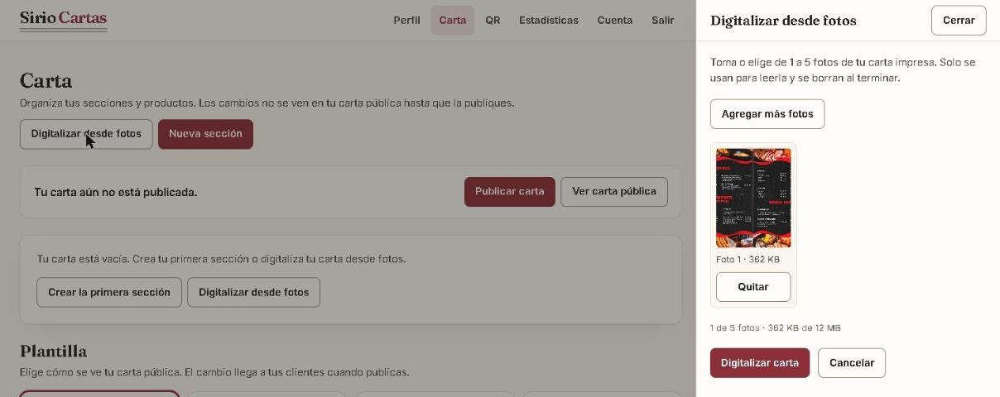 Sirio Cartas
Perfil
Carta
QR
Estadísticas
Cuenta
Salir
Carta
Organiza tus secciones y productos. Los cambios no se ven en tu carta pública hasta que la publiques.
Digitalizar desde fotos
Nueva sección
Tu carta aún no está publicada.
Publicar carta
Ver carta pública
Tu carta está vacía. Crea tu primera sección o digitaliza tu carta desde fotos.
Crear la primera sección
Digitalizar desde fotos
Plantilla
Elige cómo se ve tu carta pública. El cambio llega a tus clientes cuando publicas.
Digitalizar desde fotos
Cerrar
Toma o elige de 1 a 5 fotos de tu carta impresa. Solo se
usan para leerla y se borran al terminar.
Agregar más fotos
Foto 1 · 362 KB
Quitar
1 de 5 fotos · 362 KB de 12 MB
Digitalizar carta
Cancelar